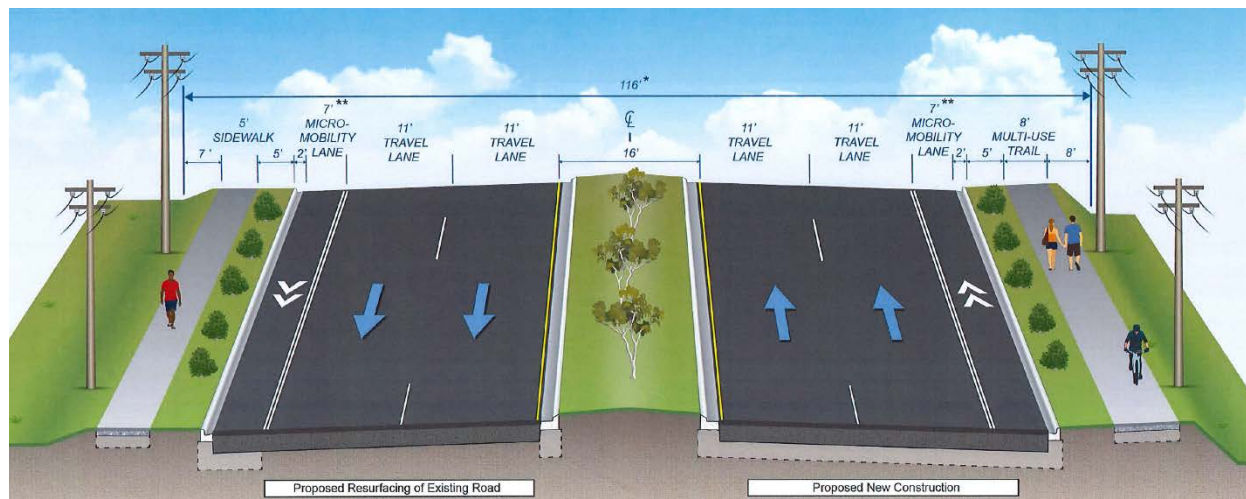 116'*
5'
SIDEWALK
7'**
MICRO-
MOBILITY
LANE
11'
TRAVEL
LANE
11'
TRAVEL
LANE
℄
11'
TRAVEL
LANE
11'
TRAVEL
LANE
7'**
MICRO-
MOBILITY
LANE
8'
MULTI-USE
TRAIL
7'
5'
2'
16'
2'
5'
8'
Proposed Resurfacing of Existing Road
Proposed New Construction